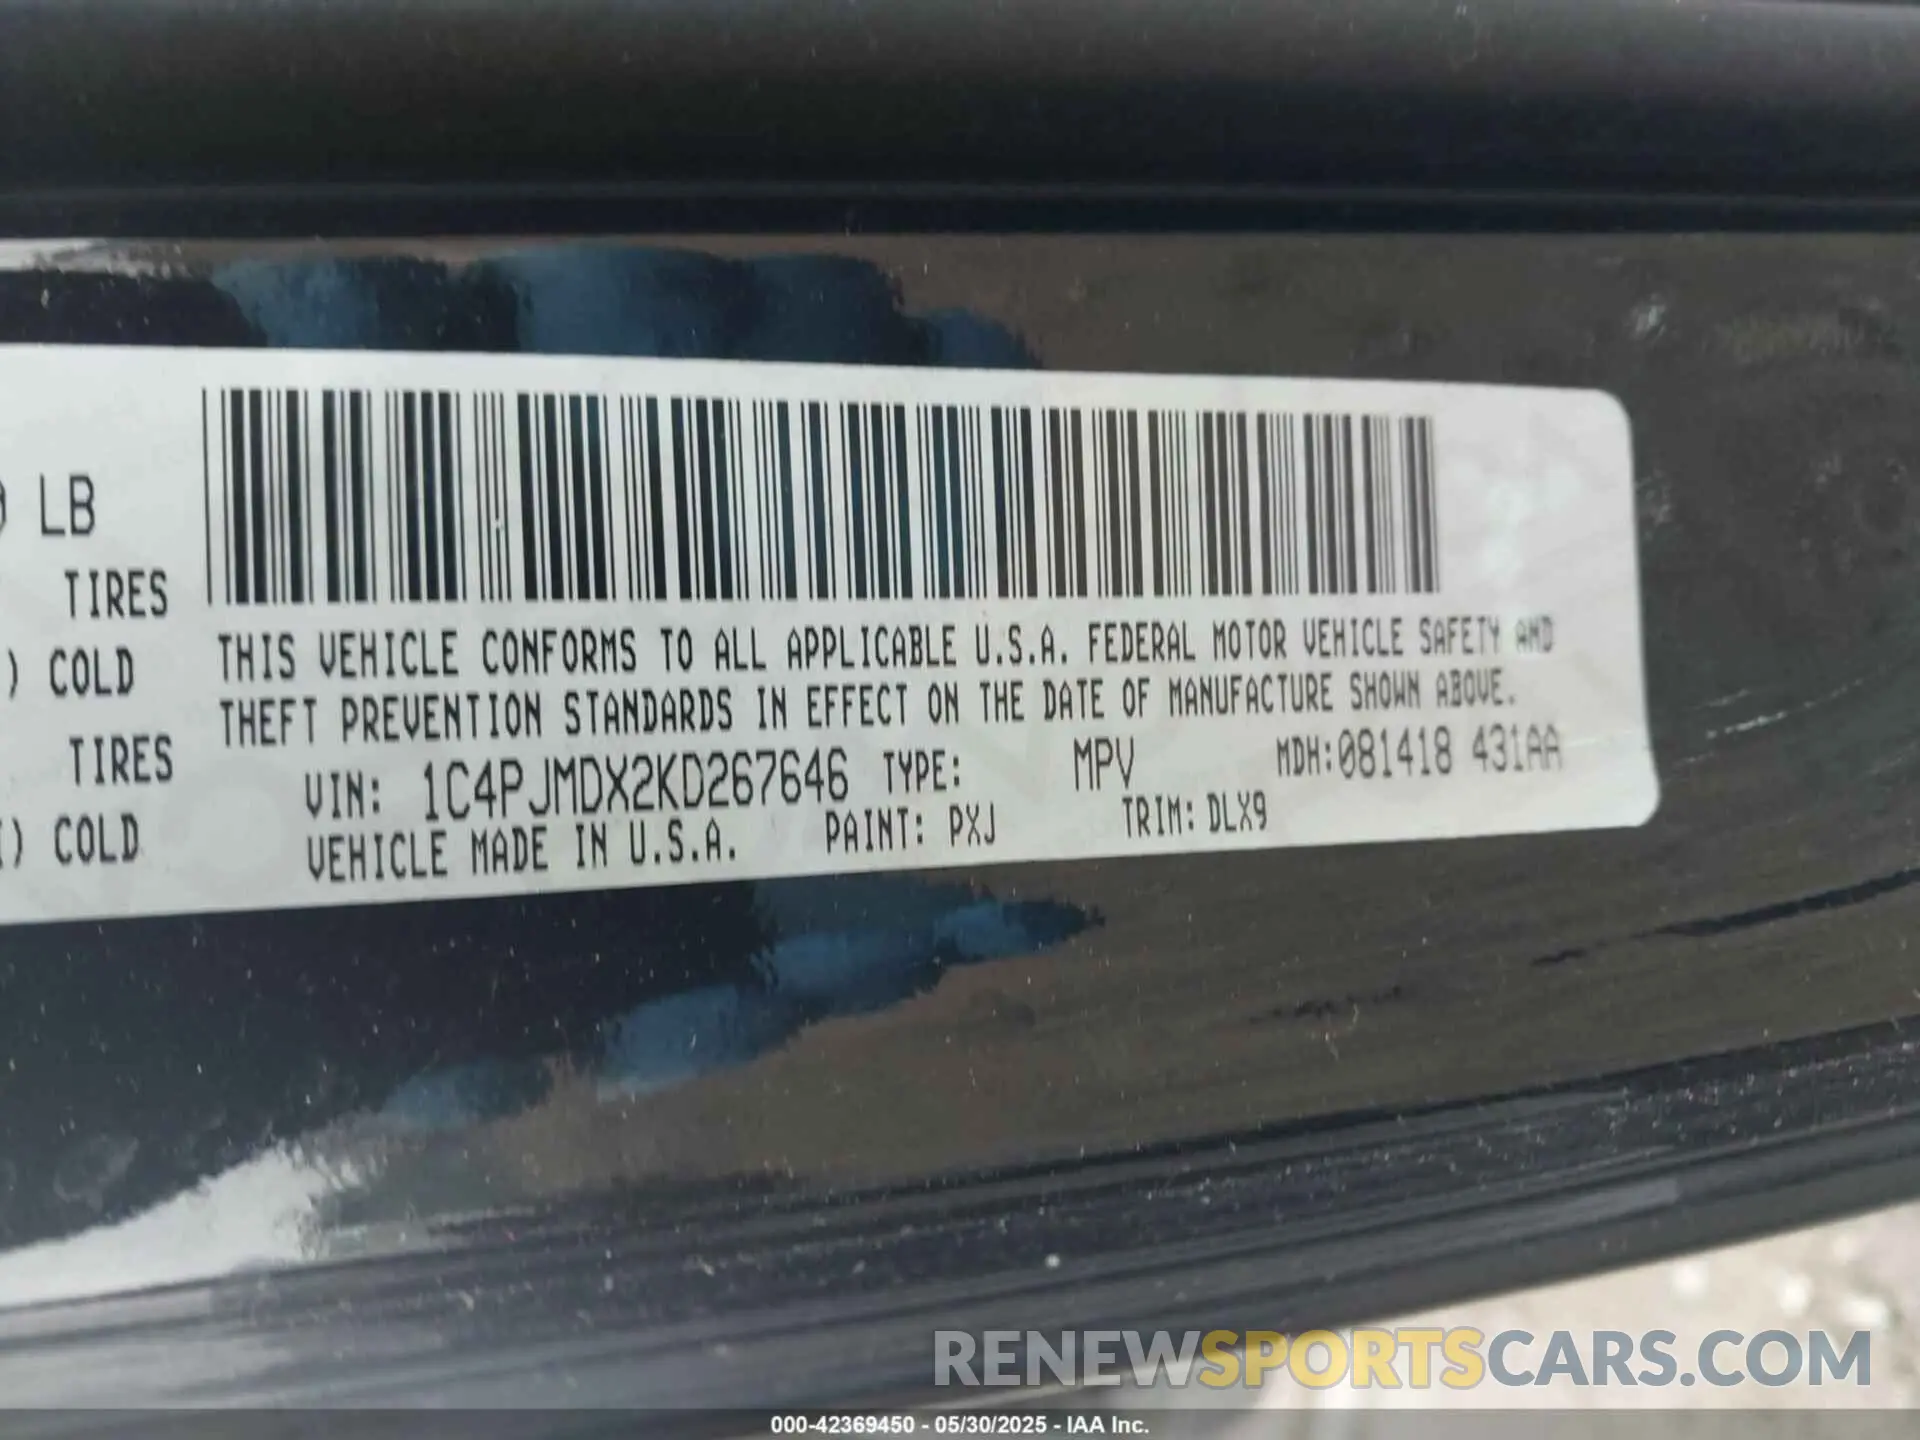 LB
TIRES
) COLD
TIRES
) COLD
THIS VEHICLE CONFORMS TO ALL APPLICABLE U.S.A. FEDERAL MOTOR VEHICLE SAFETY AND
THEFT PREVENTION STANDARDS IN EFFECT ON THE DATE OF MANUFACTURE SHOWN ABOVE.
VIN: 1C4PJMDX2KD267646 TYPE: MPV MDH:081418 431AA
VEHICLE MADE IN U.S.A. PAINT: PXJ TRIM: DLX9
RENEWSPORTSCARS.COM
000-42369450 - 05/30/2025 - IAA Inc.